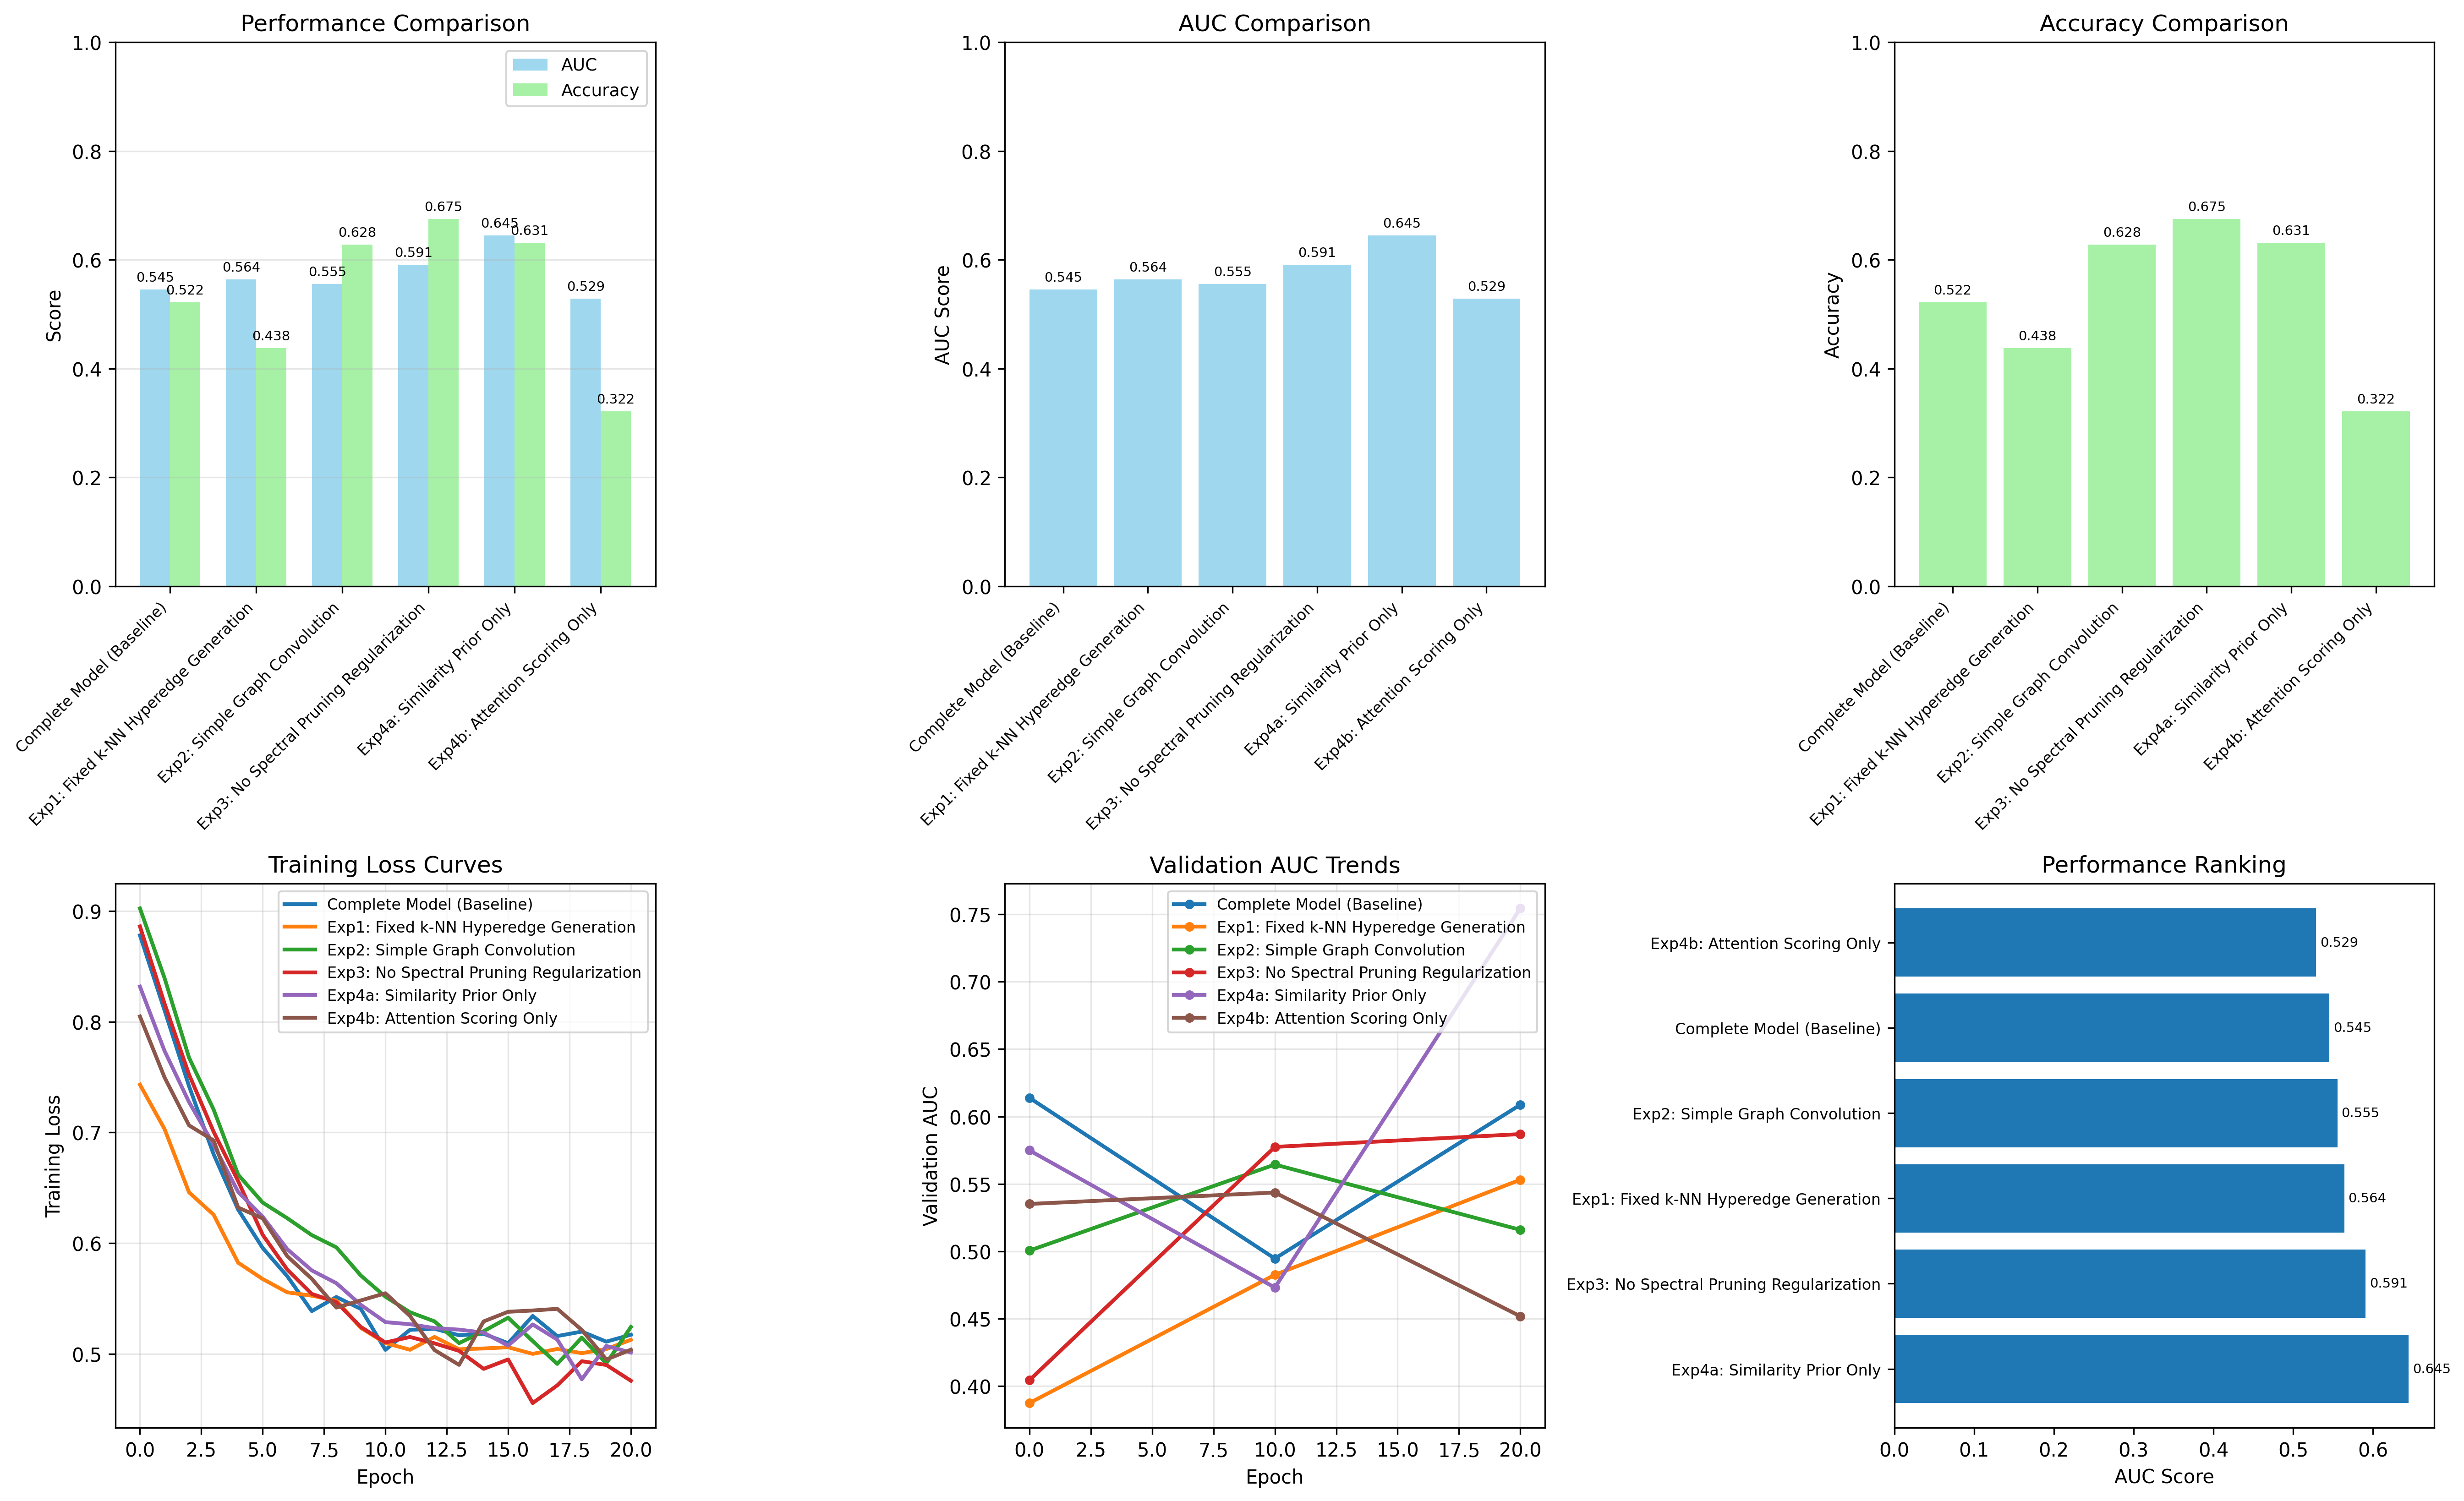 Performance Comparison
1.0
0.8
0.6
0.4
0.2
0.0
Score
AUC
Accuracy
0.545
0.522
0.564
0.438
0.555
0.628
0.591
0.675
0.645
0.631
0.529
0.322
Complete Model (Baseline)
Exp1: Fixed k-NN Hyperedge Generation
Exp2: Simple Graph Convolution
Exp3: No Spectral Pruning Regularization
Exp4a: Similarity Prior Only
Exp4b: Attention Scoring Only
AUC Comparison
1.0
0.8
0.6
0.4
0.2
0.0
AUC Score
0.545
0.564
0.555
0.591
0.645
0.529
Complete Model (Baseline)
Exp1: Fixed k-NN Hyperedge Generation
Exp2: Simple Graph Convolution
Exp3: No Spectral Pruning Regularization
Exp4a: Similarity Prior Only
Exp4b: Attention Scoring Only
Accuracy Comparison
1.0
0.8
0.6
0.4
0.2
0.0
Accuracy
0.522
0.438
0.628
0.675
0.631
0.322
Complete Model (Baseline)
Exp1: Fixed k-NN Hyperedge Generation
Exp2: Simple Graph Convolution
Exp3: No Spectral Pruning Regularization
Exp4a: Similarity Prior Only
Exp4b: Attention Scoring Only
Training Loss Curves
0.9
0.8
0.7
0.6
0.5
Training Loss
Complete Model (Baseline)
Exp1: Fixed k-NN Hyperedge Generation
Exp2: Simple Graph Convolution
Exp3: No Spectral Pruning Regularization
Exp4a: Similarity Prior Only
Exp4b: Attention Scoring Only
0.0 2.5 5.0 7.5 10.0 12.5 15.0 17.5 20.0
Epoch
Validation AUC Trends
0.75
0.70
0.65
0.60
0.55
0.50
0.45
0.40
Validation AUC
Complete Model (Baseline)
Exp1: Fixed k-NN Hyperedge Generation
Exp2: Simple Graph Convolution
Exp3: No Spectral Pruning Regularization
Exp4a: Similarity Prior Only
Exp4b: Attention Scoring Only
0.0 2.5 5.0 7.5 10.0 12.5 15.0 17.5 20.0
Epoch
Performance Ranking
Exp4b: Attention Scoring Only 0.529
Complete Model (Baseline) 0.545
Exp2: Simple Graph Convolution 0.555
Exp1: Fixed k-NN Hyperedge Generation 0.564
Exp3: No Spectral Pruning Regularization 0.591
Exp4a: Similarity Prior Only 0.645
0.0 0.1 0.2 0.3 0.4 0.5 0.6
AUC Score